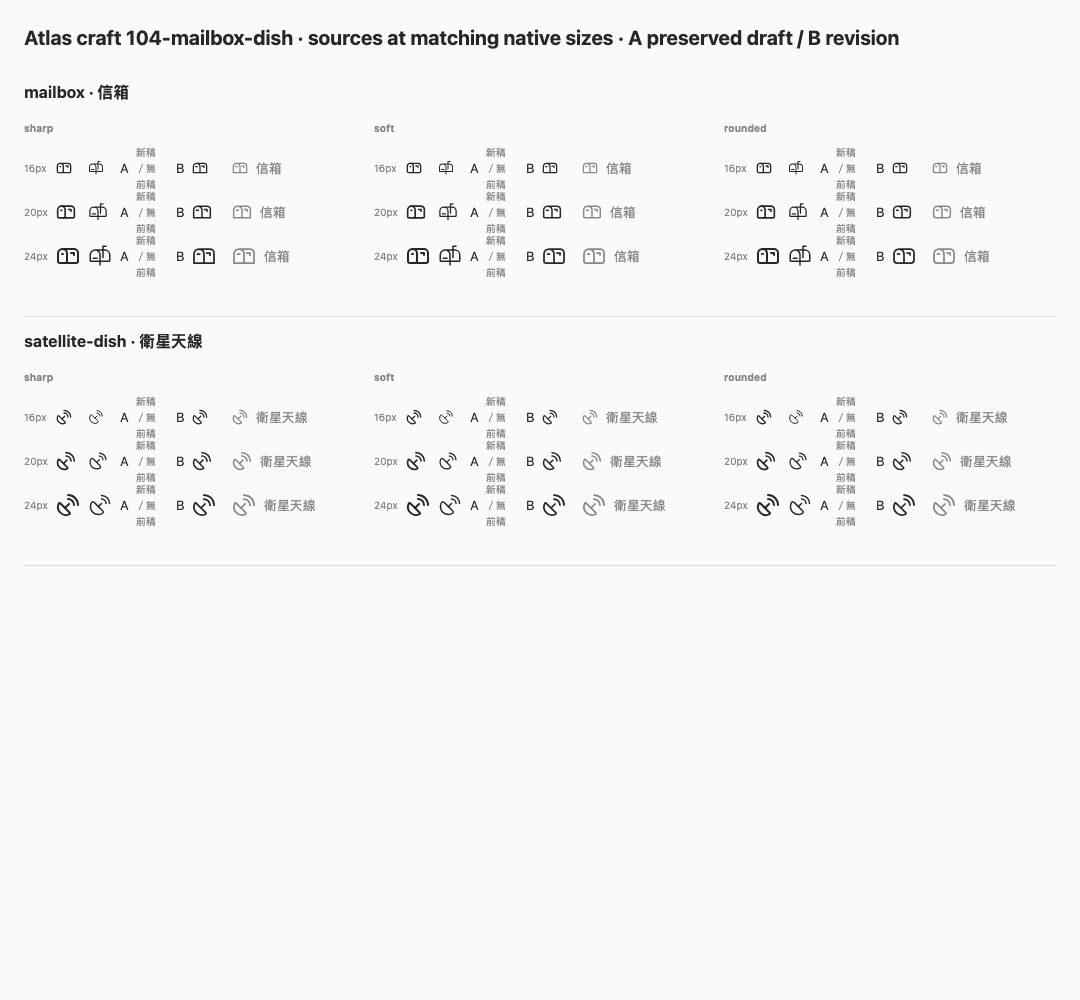 Atlas craft 104-mailbox-dish · sources at matching native sizes · A preserved draft / B revision
mailbox · 信箱
sharp
16px A 新稿 / 無前稿 B 信箱
20px A 新稿 / 無前稿 B 信箱
24px A 新稿 / 無前稿 B 信箱
soft
16px A 新稿 / 無前稿 B 信箱
20px A 新稿 / 無前稿 B 信箱
24px A 新稿 / 無前稿 B 信箱
rounded
16px A 新稿 / 無前稿 B 信箱
20px A 新稿 / 無前稿 B 信箱
24px A 新稿 / 無前稿 B 信箱
satellite-dish · 衛星天線
sharp
16px A 新稿 / 無前稿 B 衛星天線
20px A 新稿 / 無前稿 B 衛星天線
24px A 新稿 / 無前稿 B 衛星天線
soft
16px A 新稿 / 無前稿 B 衛星天線
20px A 新稿 / 無前稿 B 衛星天線
24px A 新稿 / 無前稿 B 衛星天線
rounded
16px A 新稿 / 無前稿 B 衛星天線
20px A 新稿 / 無前稿 B 衛星天線
24px A 新稿 / 無前稿 B 衛星天線